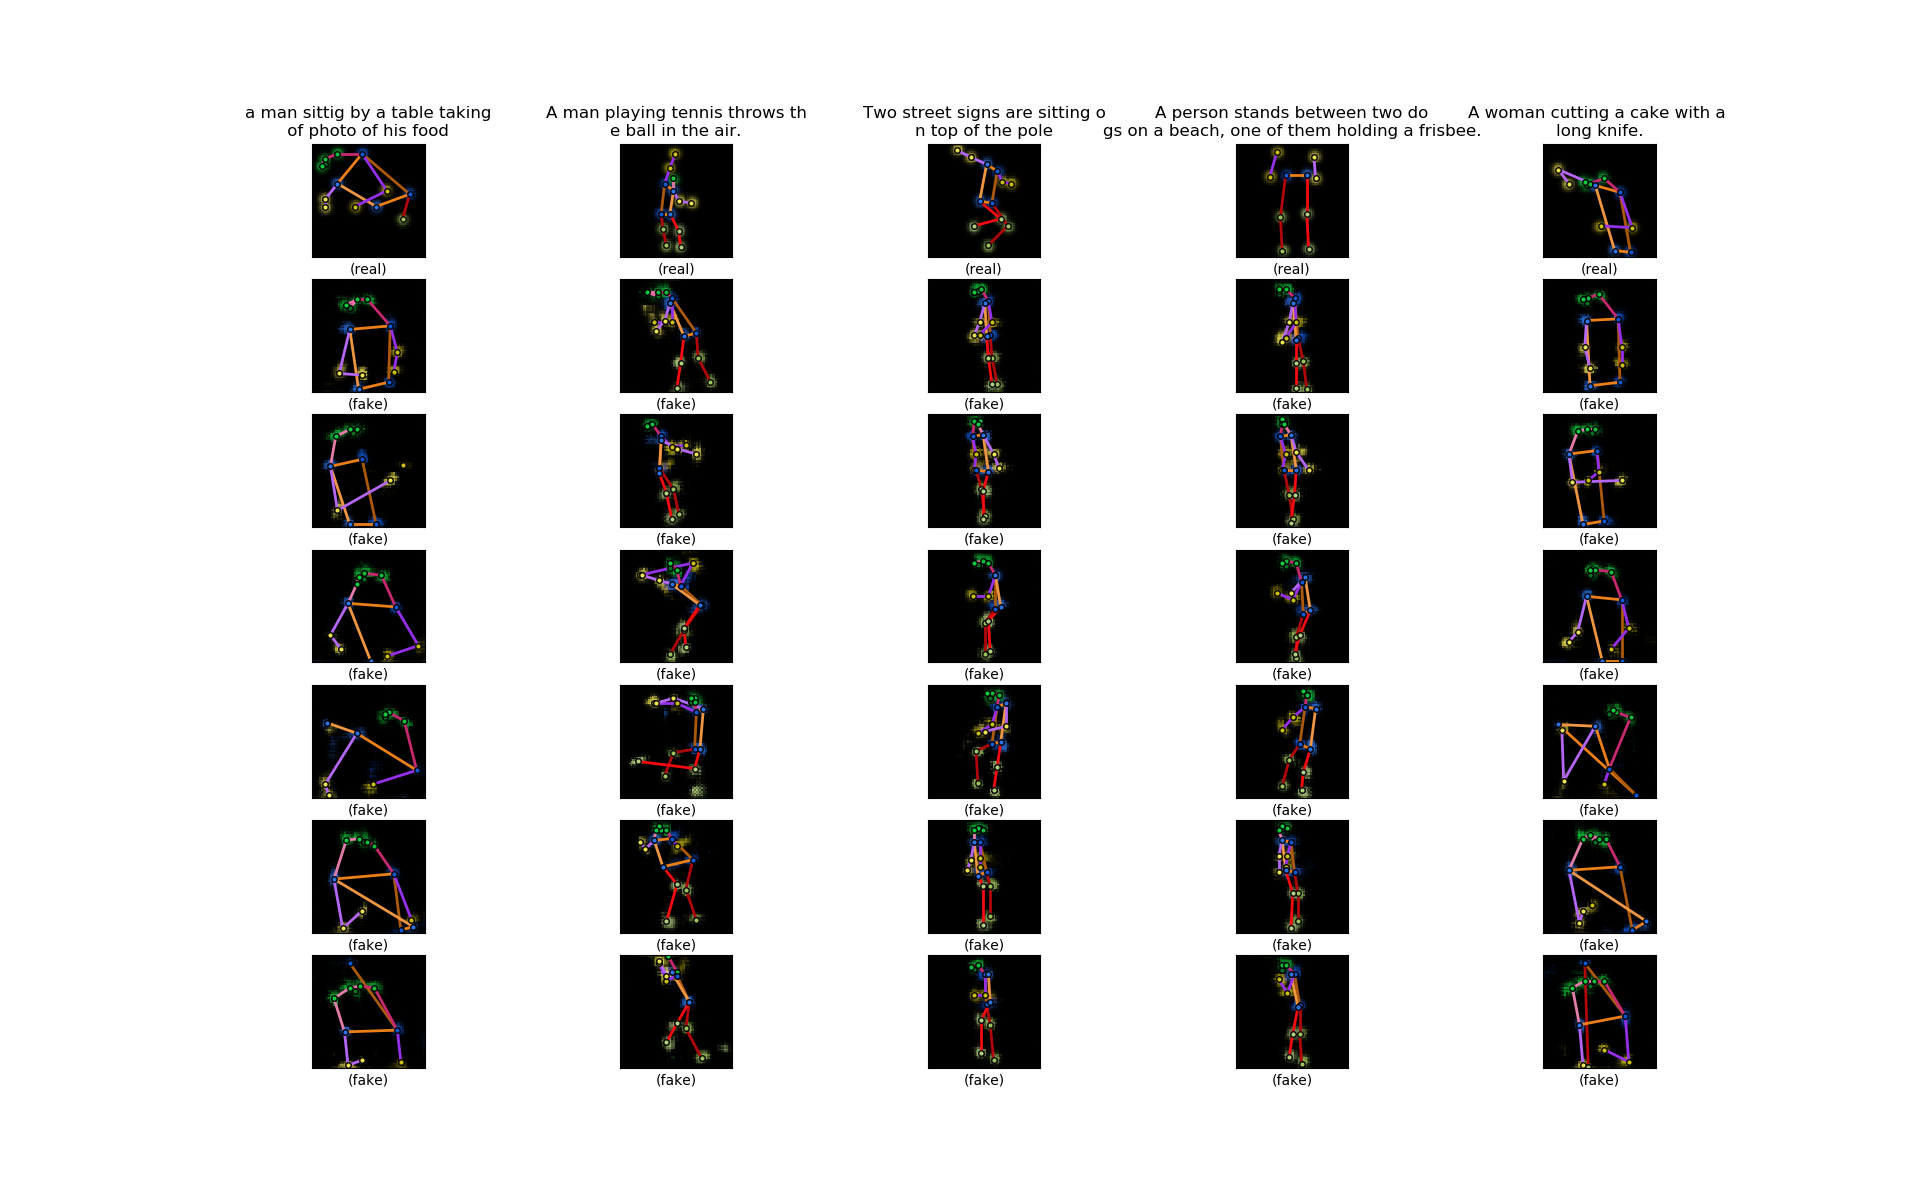 a man sittig by a table taking
of photo of his food
A man playing tennis throws th
e ball in the air.
Two street signs are sitting o
n top of the pole
A person stands between two do
gs on a beach, one of them holding a frisbee.
A woman cutting a cake with a
long knife.
(real) (real) (real) (real) (real)
(fake) (fake) (fake) (fake) (fake)
(fake) (fake) (fake) (fake) (fake)
(fake) (fake) (fake) (fake) (fake)
(fake) (fake) (fake) (fake) (fake)
(fake) (fake) (fake) (fake) (fake)
(fake) (fake) (fake) (fake) (fake)